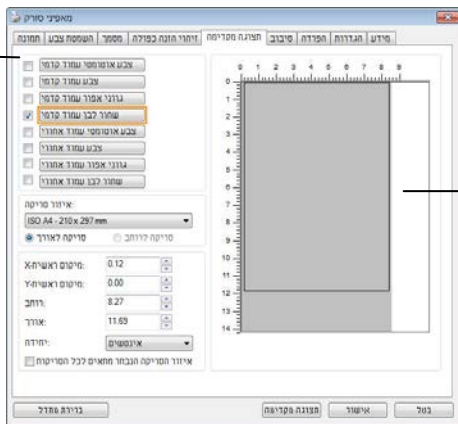 מאפיני סורק
תמונה השמטת צבע מסמך זיהוי הזנה כפולה תצוגה מקדימה סיבוב הפרדה הגדרות מידע
צבע אוטומטי עמוד קדמי
צבע עמוד קדמי
גווני אפור עמוד קדמי
שחור לבן עמוד קדמי
צבע אוטומטי עמוד אחורי
צבע עמוד אחורי
גווני אפור עמוד אחורי
שחור לבן עמוד אחורי
איזור סריקה:
ISO A4 - 210 x 297 mm
סריקה לאורך סריקה לרוחב
X-מיקום ראשית: 0.12
Y-מיקום ראשית: 0.00
רוחב: 8.27
אורך: 11.69
יחידה: אינטשים
איזור הסריקה הנבחר מתאים לכל הסריקות
0 1 2 3 4 5 6 7 8 9
0
1
2
3
4
5
6
7
8
9
10
11
12
13
14
ברירת מחדל תצוגה מקדימה אישור בטל